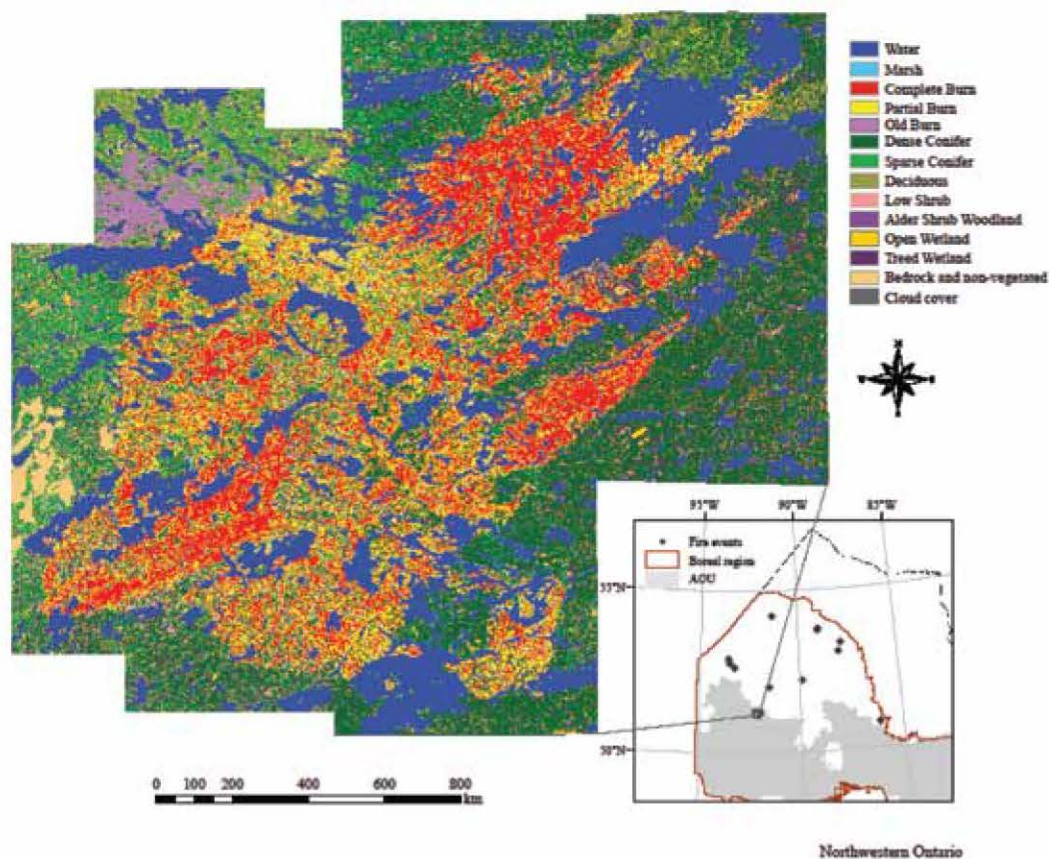 Water
Marsh
Complete Burn
Partial Burn
Old Burn
Dense Conifer
Sparse Conifer
Deciduous
Low Shrub
Alder Shrub Woodland
Open Wetland
Treed Wetland
Bedrock and non-vegetated
Cloud cover
95°W 90°W 85°W
Fire events
Boreal region
AOU
55°N
50°N
0 100 200 400 600 800
km
Northwestern Ontario